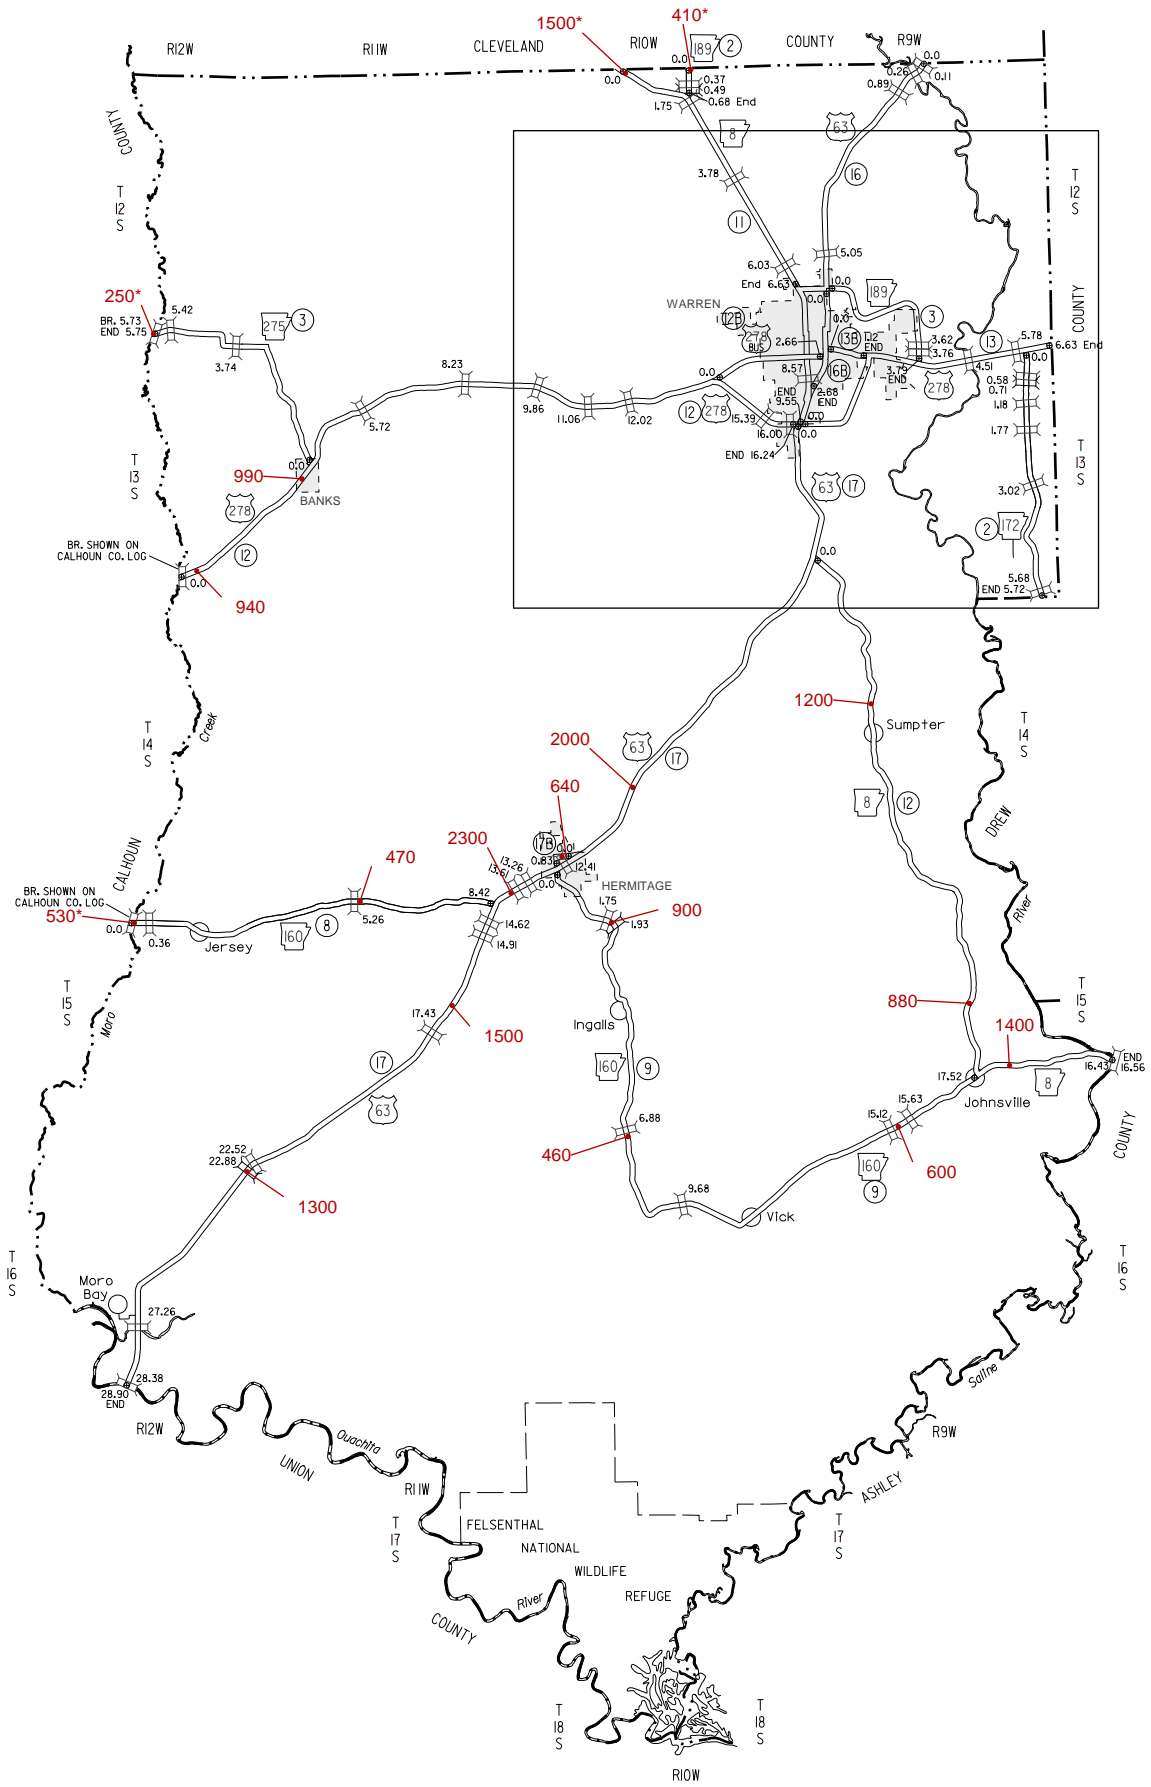 1500*
410*
R12W
R11W
CLEVELAND
R10W
189
2
COUNTY
R9W
0.0
0.0
0.37
0.49
0.68 End
1.75
0.0
0.26
0.11
0.89
COUNTY
8
63
T
12
S
3.78
16
T
12
S
11
6.03
5.05
End 6.63
250*
BR. 5.73
END 5.75
5.42
275
3
3.74
WARREN
0.0
0.0
189
3
COUNTY
12B
278
BUS
2.66
0.0
13B
1.12
END
3.62
3.76
3.79
END
278
13
5.78
6.63 End
0.0
4.51
8.23
9.86
11.06
12.02
5.72
0.0
12
278
8.57
16B
2.68
END
END
9.55
15.39
0.0
16.00
0.0
END 16.24
0.58
0.71
1.18
1.77
T
13
S
T
13
S
0.0
990
BANKS
278
12
BR. SHOWN ON
CALHOUN CO. LOG
0.0
940
63
17
3.02
2
172
5.68
END 5.72
0.0
1200
Sumpter
T
14
S
Creek
T
14
S
2000
63
17
640
8
12
DREW
2300
17B
0.0
0.83
12.41
13.26
13.61
0.0
HERMITAGE
CALHOUN
470
BR. SHOWN ON
CALHOUN CO. LOG
530*
0.0
0.36
Jersey
160
8
5.26
8.42
14.62
14.91
1.75
1.93
900
River
T
15
S
Moro
T
15
S
17.43
1500
Ingalls
880
1400
17
63
160
9
17.52
Johnsville
8
16.43
END
16.56
15.63
15.12
6.88
460
600
160
9
COUNTY
22.52
22.88
1300
9.68
Vick
T
16
S
T
16
S
Moro
Bay
27.26
28.38
28.90
END
R12W
Saline
Ouachita
UNION
R11W
R9W
ASHLEY
T
17
S
T
17
S
FELSENTHAL
NATIONAL
WILDLIFE
REFUGE
River
COUNTY
T
18
S
T
18
S
R10W